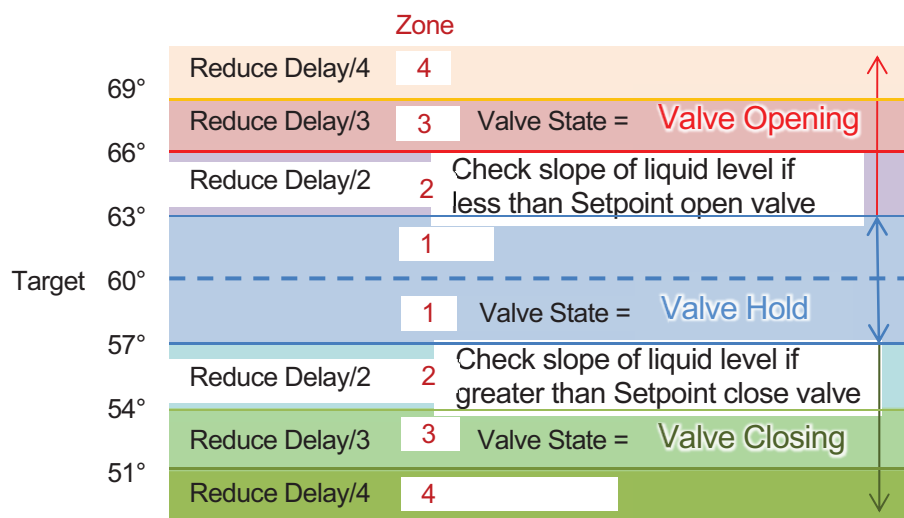 Zone
Reduce Delay/4 4
69°
Reduce Delay/3 3 Valve State = Valve Opening
66°
Reduce Delay/2 2 Check slope of liquid level if
less than Setpoint open valve
63°
1
Target 60°
1 Valve State = Valve Hold
57°
Reduce Delay/2 2 Check slope of liquid level if
greater than Setpoint close valve
54°
Reduce Delay/3 3 Valve State = Valve Closing
51°
Reduce Delay/4 4